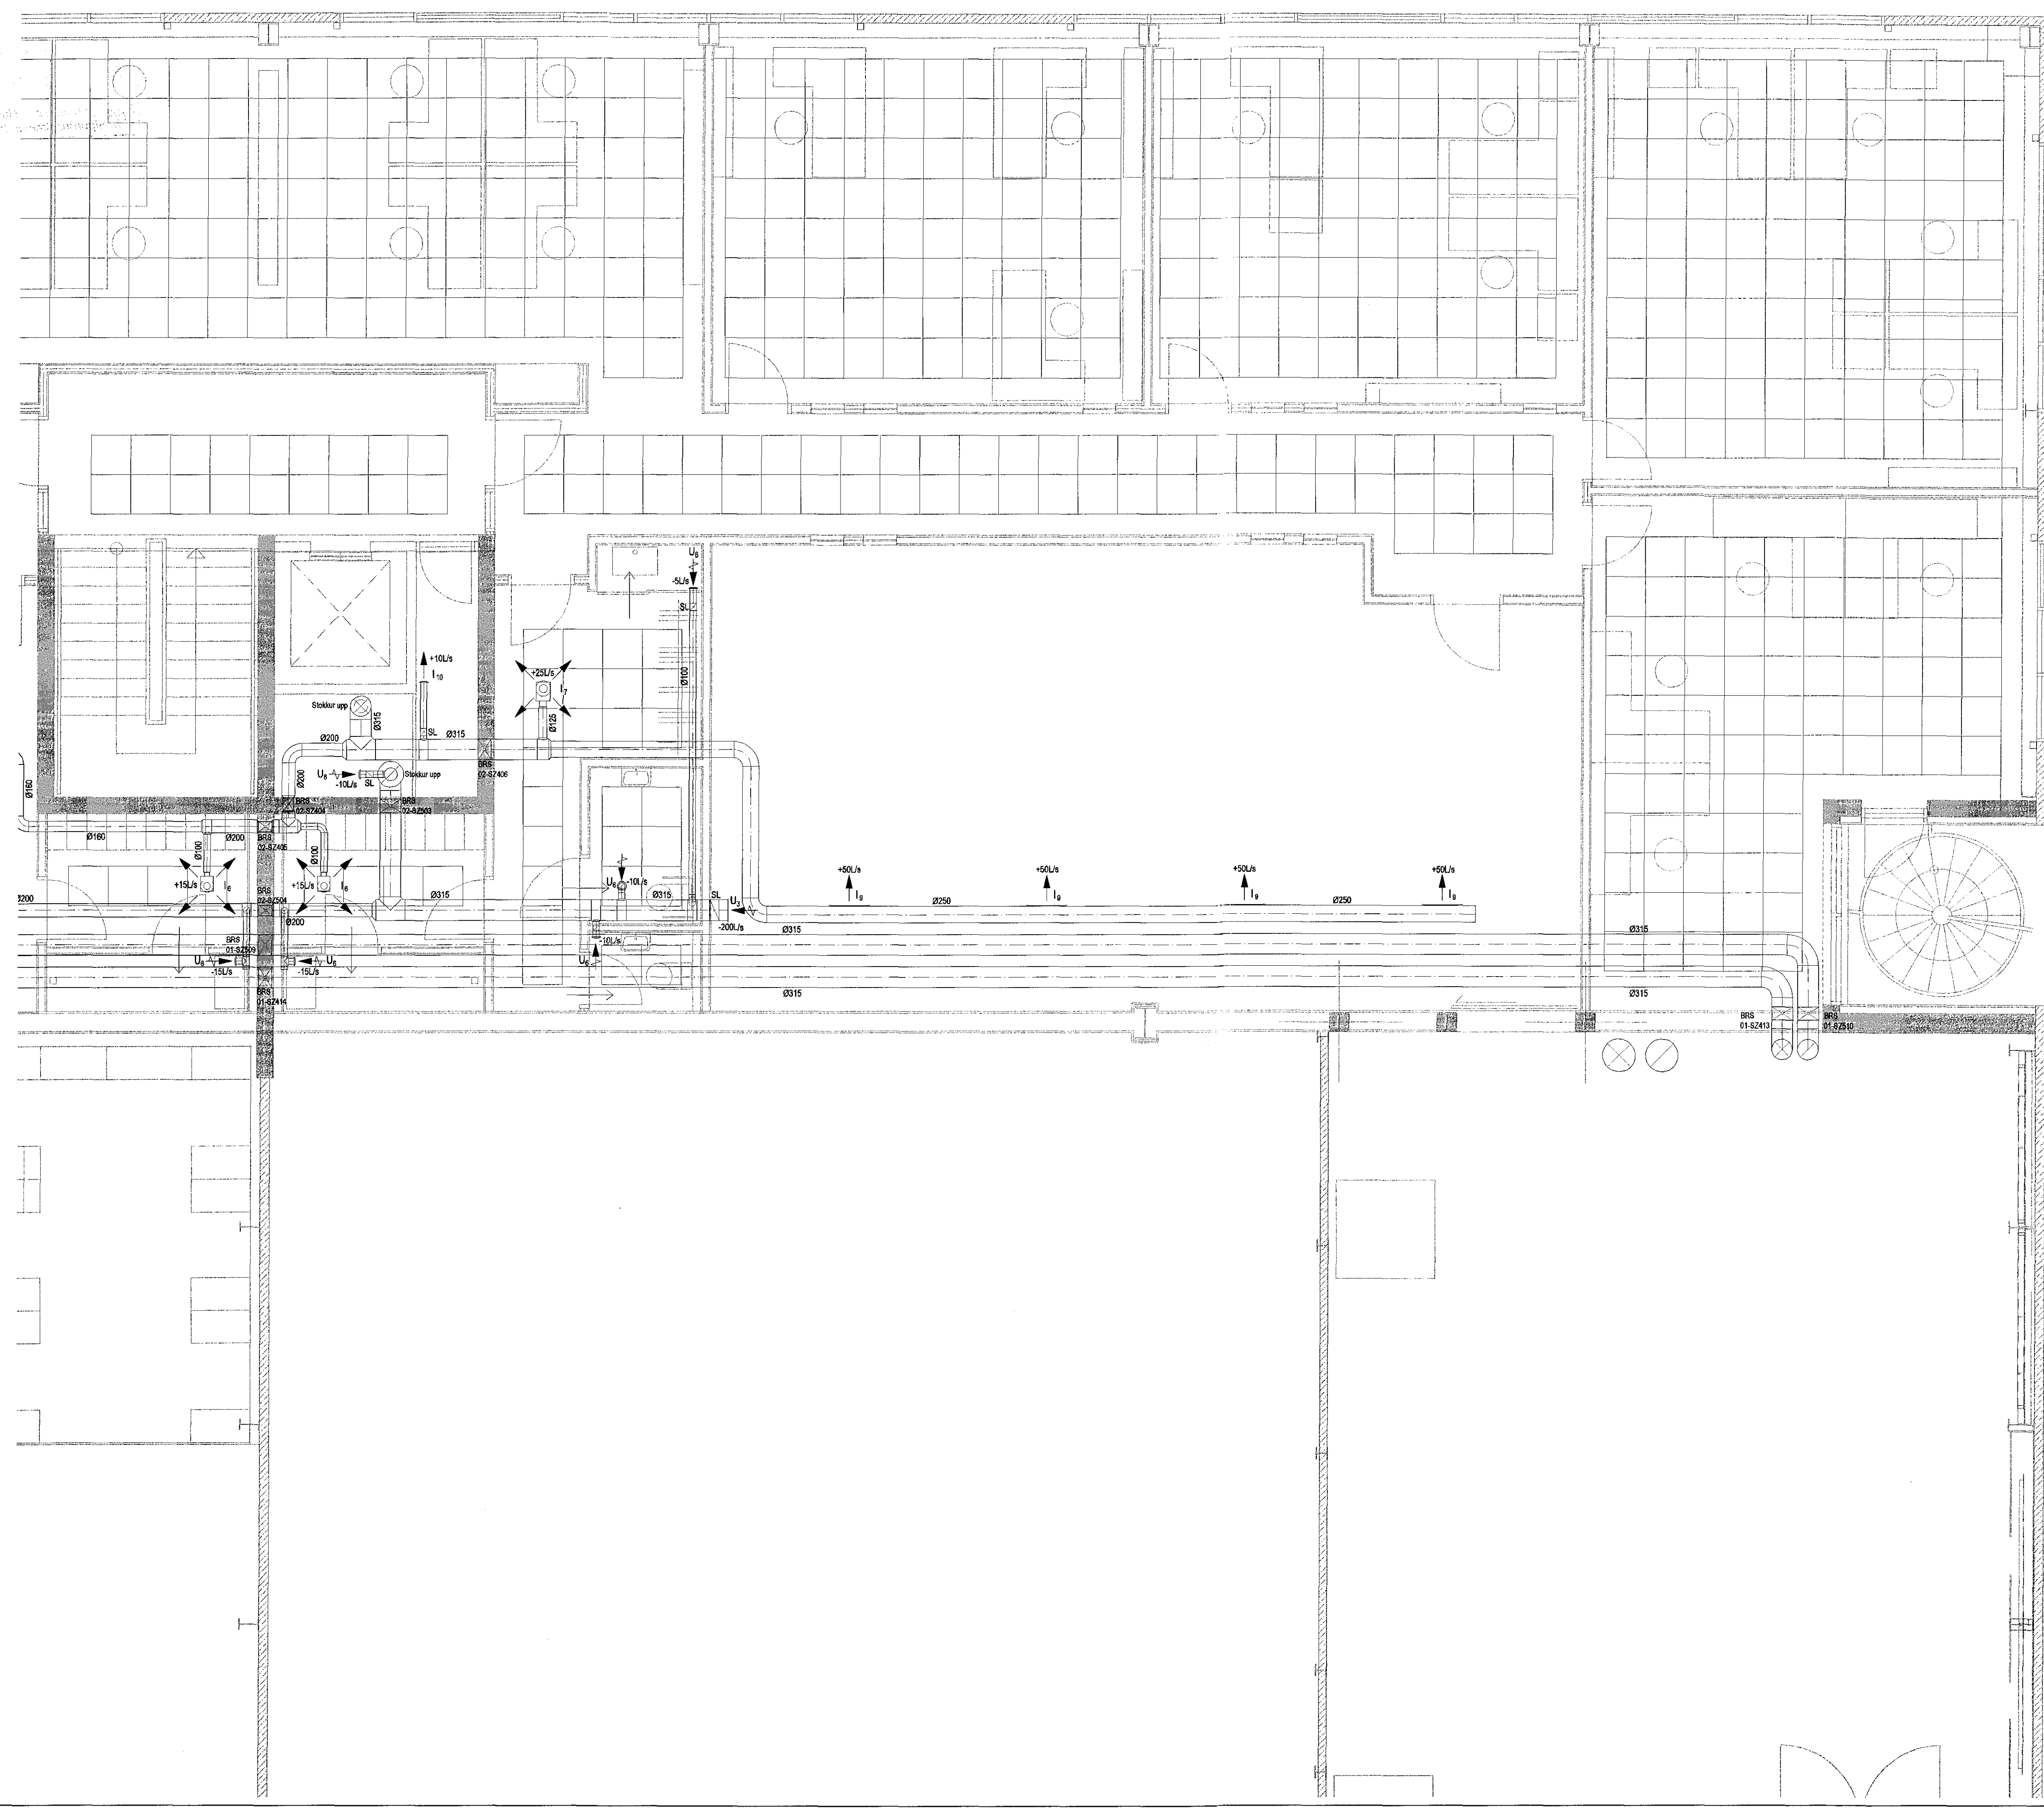 U6
-5L/s
SL
Ø100
+10L/s
I10
+25L/s
I7
Stokkur upp
Ø315
Ø125
SL
Ø200
Ø315
BRS
02-SZ406
U6
-10L/s
SL
Stokkur upp
Ø200
Ø160
BRS
02-SZ404
BRS
02-SZ503
Ø160
Ø200
BRS
02-SZ405
Ø100
Ø100
+15L/s
I6
+15L/s
I6
BRS
02-SZ504
Ø200
Ø315
U6
-10L/s
Ø315
SL
U3
-200L/s
+50L/s
I9
+50L/s
I9
+50L/s
I9
+50L/s
I9
Ø250
Ø250
Ø200
Ø315
Ø315
BRS
01-SZ509
-10L/s
U6
U6
-15L/s
U6
-15L/s
BRS
01-SZ414
Ø315
Ø315
BRS
01-SZ413
BRS
01-SZ510